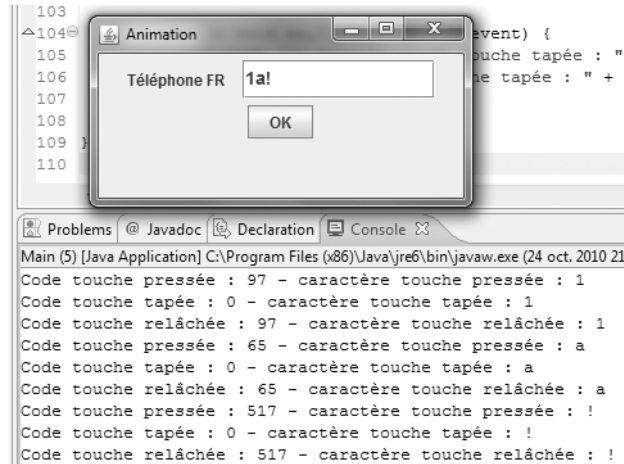 103
104
Animation
event) {
105
touche tapée : "
106
Téléphone FR 1a!
he tapée : " +
107
108
OK
109 }
110
Problems @ Javadoc Declaration Console
Main (5) [Java Application] C:\Program Files (x86)\Java\jre6\bin\javaw.exe (24 oct. 2010 21
Code touche pressée : 97 - caractère touche pressée : 1
Code touche tapée : 0 - caractère touche tapée : 1
Code touche relâchée : 97 - caractère touche relâchée : 1
Code touche pressée : 65 - caractère touche pressée : a
Code touche tapée : 0 - caractère touche tapée : a
Code touche relâchée : 65 - caractère touche relâchée : a
Code touche pressée : 517 - caractère touche pressée : !
Code touche tapée : 0 - caractère touche tapée : !
Code touche relâchée : 517 - caractère touche relâchée : !